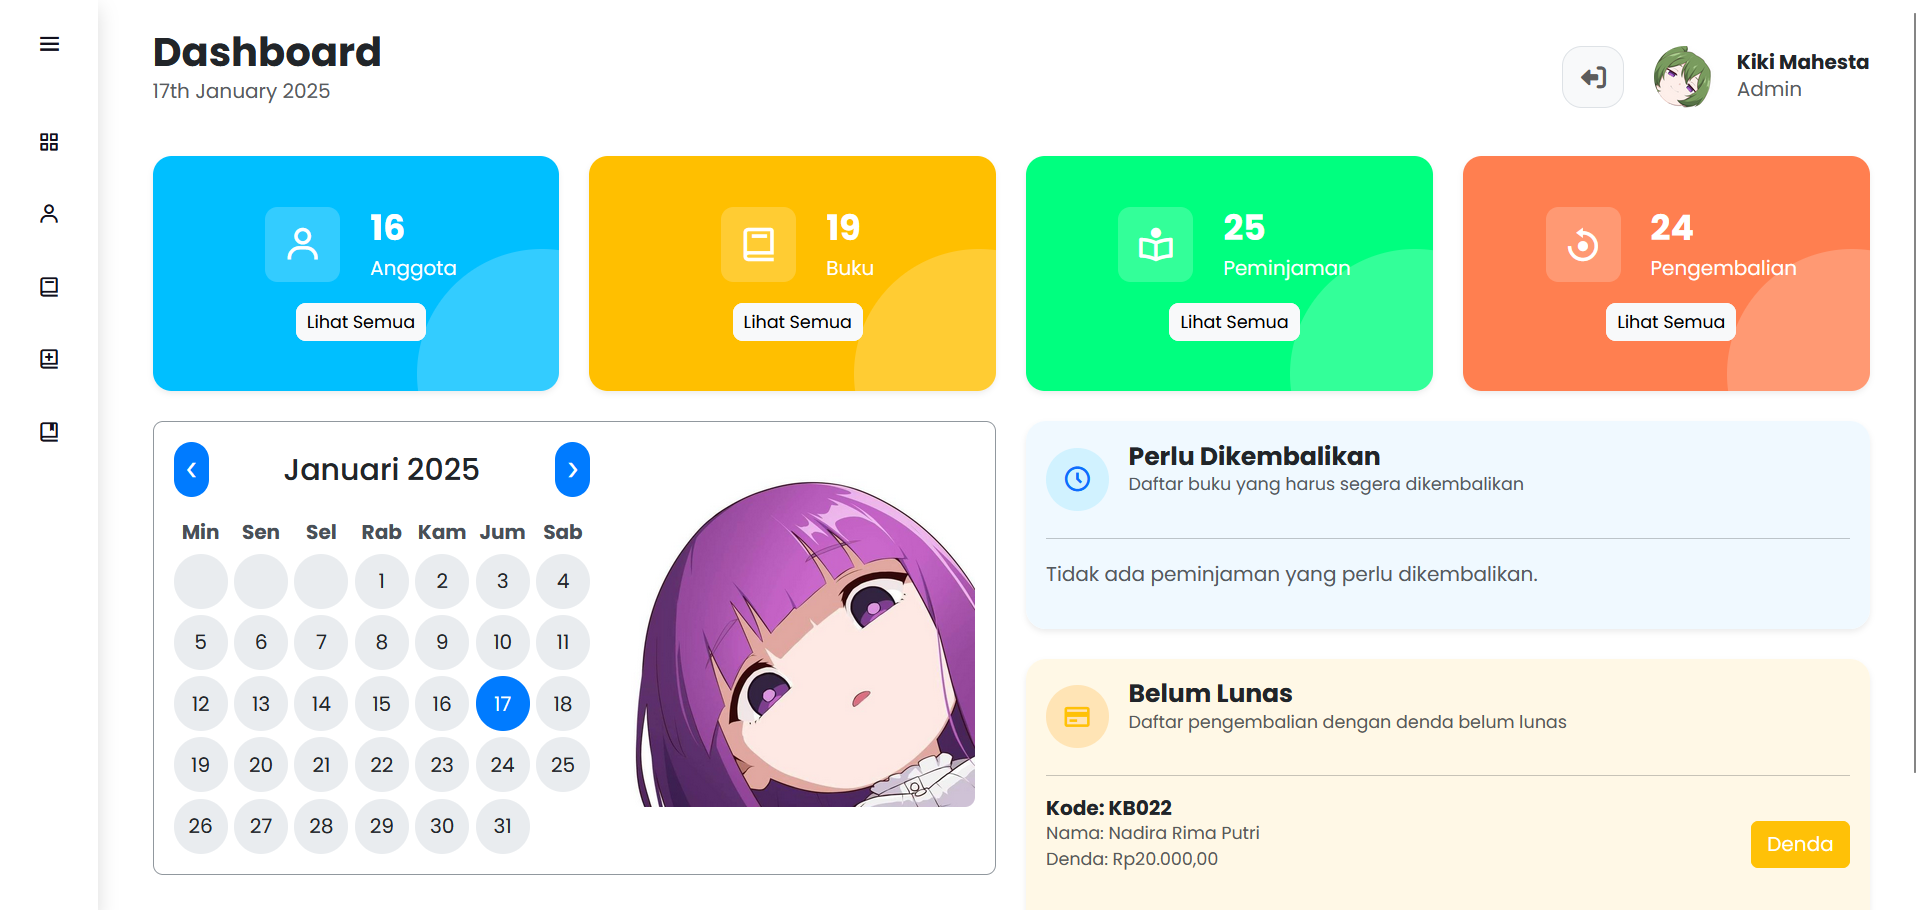 Dashboard
17th January 2025
Kiki Mahesta
Admin
16
Anggota
Lihat Semua
19
Buku
Lihat Semua
25
Peminjaman
Lihat Semua
24
Pengembalian
Lihat Semua
Januari 2025
Min Sen Sel Rab Kam Jum Sab
1 2 3 4
5 6 7 8 9 10 11
12 13 14 15 16 17 18
19 20 21 22 23 24 25
26 27 28 29 30 31
Perlu Dikembalikan
Daftar buku yang harus segera dikembalikan
Tidak ada peminjaman yang perlu dikembalikan.
Belum Lunas
Daftar pengembalian dengan denda belum lunas
Kode: KB022
Nama: Nadira Rima Putri
Denda: Rp20.000,00
Denda